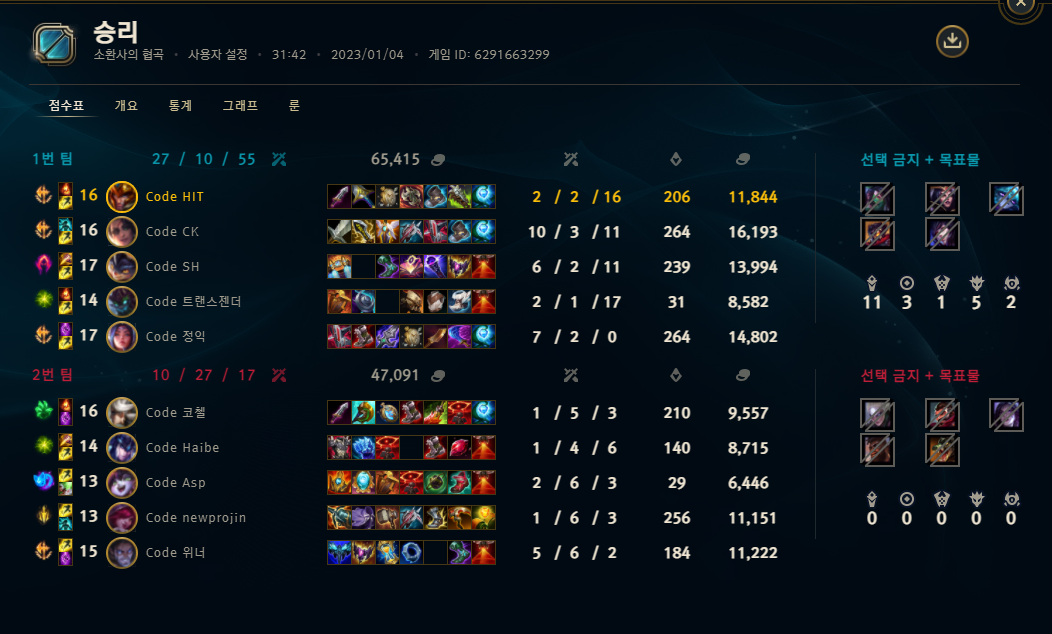 승리
소환사의 협곡 • 사용자 설정 • 31:42 • 2023/01/04 • 게임 ID: 6291663299
점수표 개요 통계 그래프 룬
1번 팀 27 / 10 / 55 65,415 선택 금지 + 목표물
16 Code HIT 2 / 2 / 16 206 11,844
16 Code CK 10 / 3 / 11 264 16,193
17 Code SH 6 / 2 / 11 239 13,994
14 Code 트랜스젠더 2 / 1 / 17 31 8,582
11 3 1 5 2
17 Code 정익 7 / 2 / 0 264 14,802
2번 팀 10 / 27 / 17 47,091 선택 금지 + 목표물
16 Code 코첼 1 / 5 / 3 210 9,557
14 Code Haibe 1 / 4 / 6 140 8,715
13 Code Asp 2 / 6 / 3 29 6,446
13 Code newprojin 1 / 6 / 3 256 11,151
0 0 0 0 0
15 Code 위너 5 / 6 / 2 184 11,222